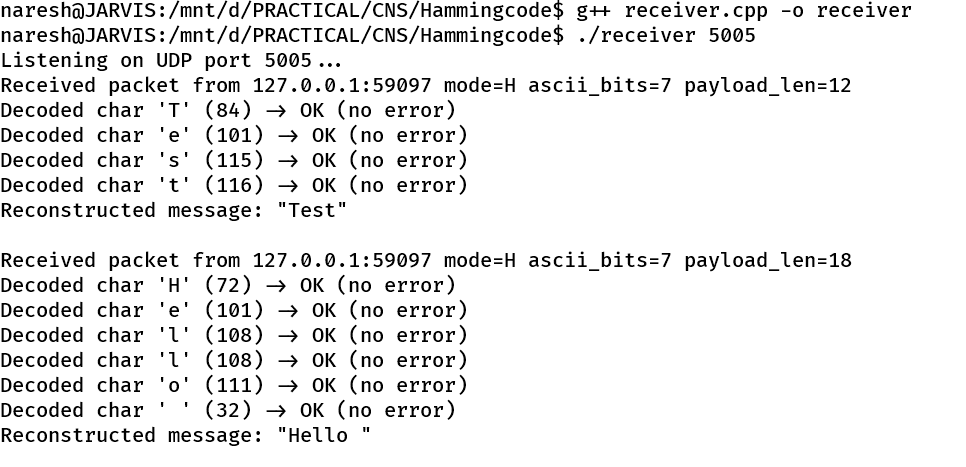 naresh@JARVIS:/mnt/d/PRACTICAL/CNS/Hammingcode$ g++ receiver.cpp -o receiver
naresh@JARVIS:/mnt/d/PRACTICAL/CNS/Hammingcode$ ./receiver 5005
Listening on UDP port 5005...
Received packet from 127.0.0.1:59097 mode=H ascii_bits=7 payload_len=12
Decoded char 'T' (84) -> OK (no error)
Decoded char 'e' (101) -> OK (no error)
Decoded char 's' (115) -> OK (no error)
Decoded char 't' (116) -> OK (no error)
Reconstructed message: "Test"

Received packet from 127.0.0.1:59097 mode=H ascii_bits=7 payload_len=18
Decoded char 'H' (72) -> OK (no error)
Decoded char 'e' (101) -> OK (no error)
Decoded char 'l' (108) -> OK (no error)
Decoded char 'l' (108) -> OK (no error)
Decoded char 'o' (111) -> OK (no error)
Decoded char ' ' (32) -> OK (no error)
Reconstructed message: "Hello "